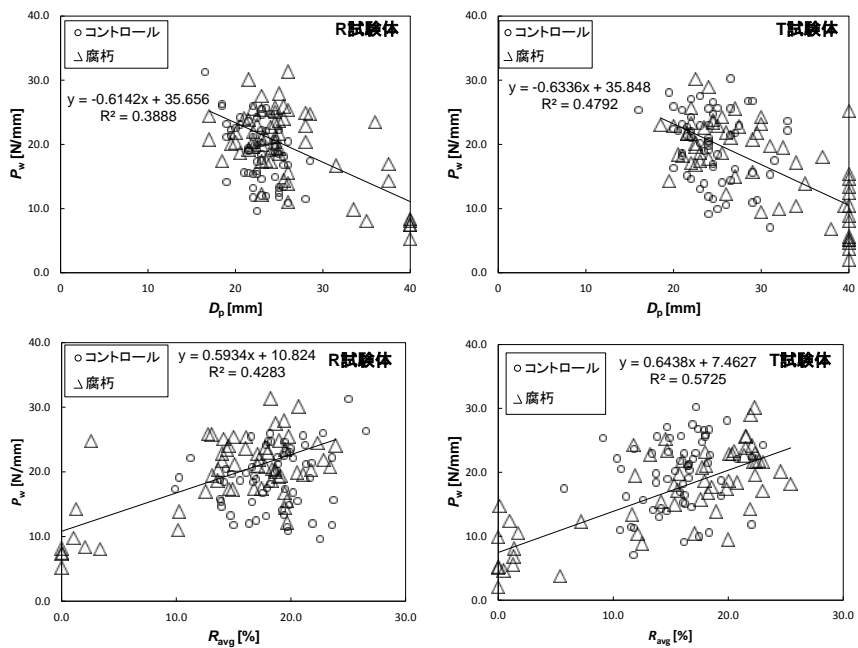 R試験体
○ コントロール
△ 腐朽
y = -0.6142x + 35.656
R² = 0.3888
Pw [N/mm]
40.0
30.0
20.0
10.0
0.0
0 10 20 30 40
Dp [mm]
T試験体
○ コントロール
△ 腐朽
y = -0.6336x + 35.848
R² = 0.4792
Pw [N/mm]
40.0
30.0
20.0
10.0
0.0
0 10 20 30 40
Dp [mm]
R試験体
○ コントロール
△ 腐朽
y = 0.5934x + 10.824
R² = 0.4283
Pw [N/mm]
40.0
30.0
20.0
10.0
0.0
0.0 10.0 20.0 30.0
Ravg [%]
T試験体
○ コントロール
△ 腐朽
y = 0.6438x + 7.4627
R² = 0.5725
Pw [N/mm]
40.0
30.0
20.0
10.0
0.0
0.0 10.0 20.0 30.0
Ravg [%]